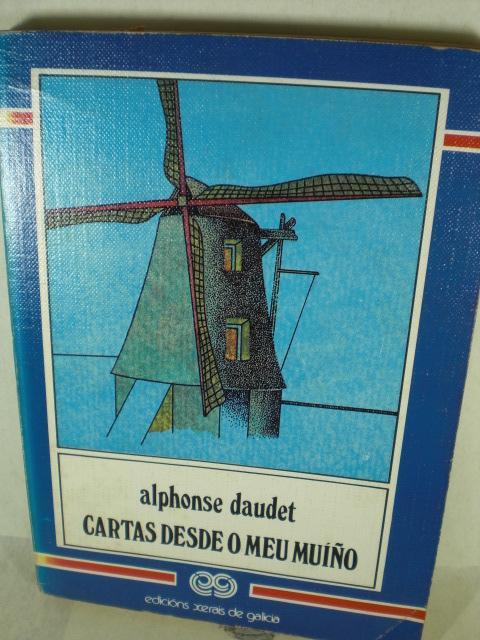 alphonse daudet
CARTAS DESDE O MEU MUÍÑO
edicións xerais de galicia